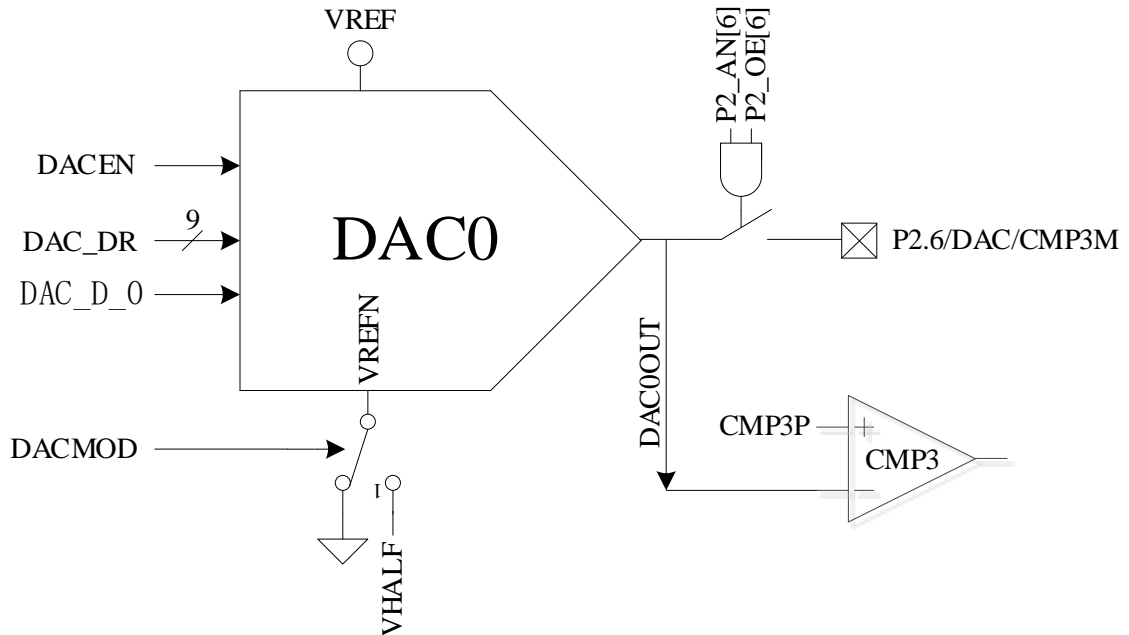 VREF
P2_AN[6]
P2_OE[6]
DACEN
9
DAC_DR
DAC0
P2.6/DAC/CMP3M
DAC_D_0
VREFN
DAC0OUT
CMP3P
+
DACMOD
CMP3
1
VHALF